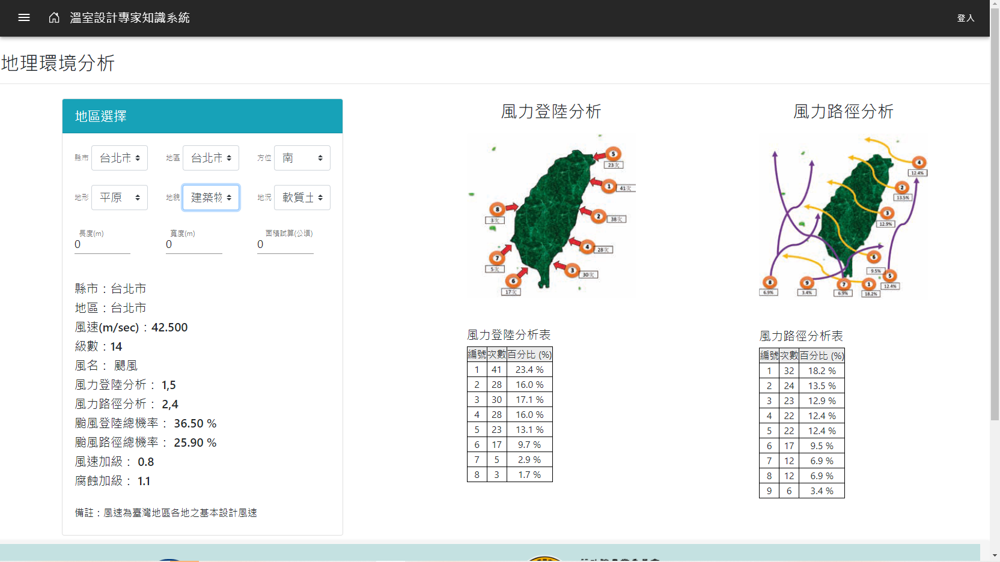 溫室設計專家知識系統
登入
地理環境分析
地區選擇
縣市 台北市 地區 台北市 方位 南
地形 平原 地貌 建築物 地況 軟質土
長度(m) 寬度(m) 面積試算(公頃)
0 0 0
縣市：台北市
地區：台北市
風速(m/sec)：42.500
級數：14
風名： 颶風
風力登陸分析： 1,5
風力路徑分析： 2,4
颱風登陸總機率： 36.50 %
颱風路徑總機率： 25.90 %
風速加級： 0.8
腐蝕加級： 1.1
備註：風速為臺灣地區各地之基本設計風速
風力登陸分析
5
23次
1
41次
8
3次
2
38次
4
28次
7
5次
3
30次
6
17次
風力登陸分析表
編號 次數 百分比 (%)
1 41 23.4 %
2 28 16.0 %
3 30 17.1 %
4 28 16.0 %
5 23 13.1 %
6 17 9.7 %
7 5 2.9 %
8 3 1.7 %
風力路徑分析
4
12.4%
2
13.5%
3
12.9%
6
9.5%
5
12.4%
8
6.9%
9
3.4%
7
6.9%
1
18.2%
風力路徑分析表
編號 次數 百分比 (%)
1 32 18.2 %
2 24 13.5 %
3 23 12.9 %
4 22 12.4 %
5 22 12.4 %
6 17 9.5 %
7 12 6.9 %
8 12 6.9 %
9 6 3.4 %